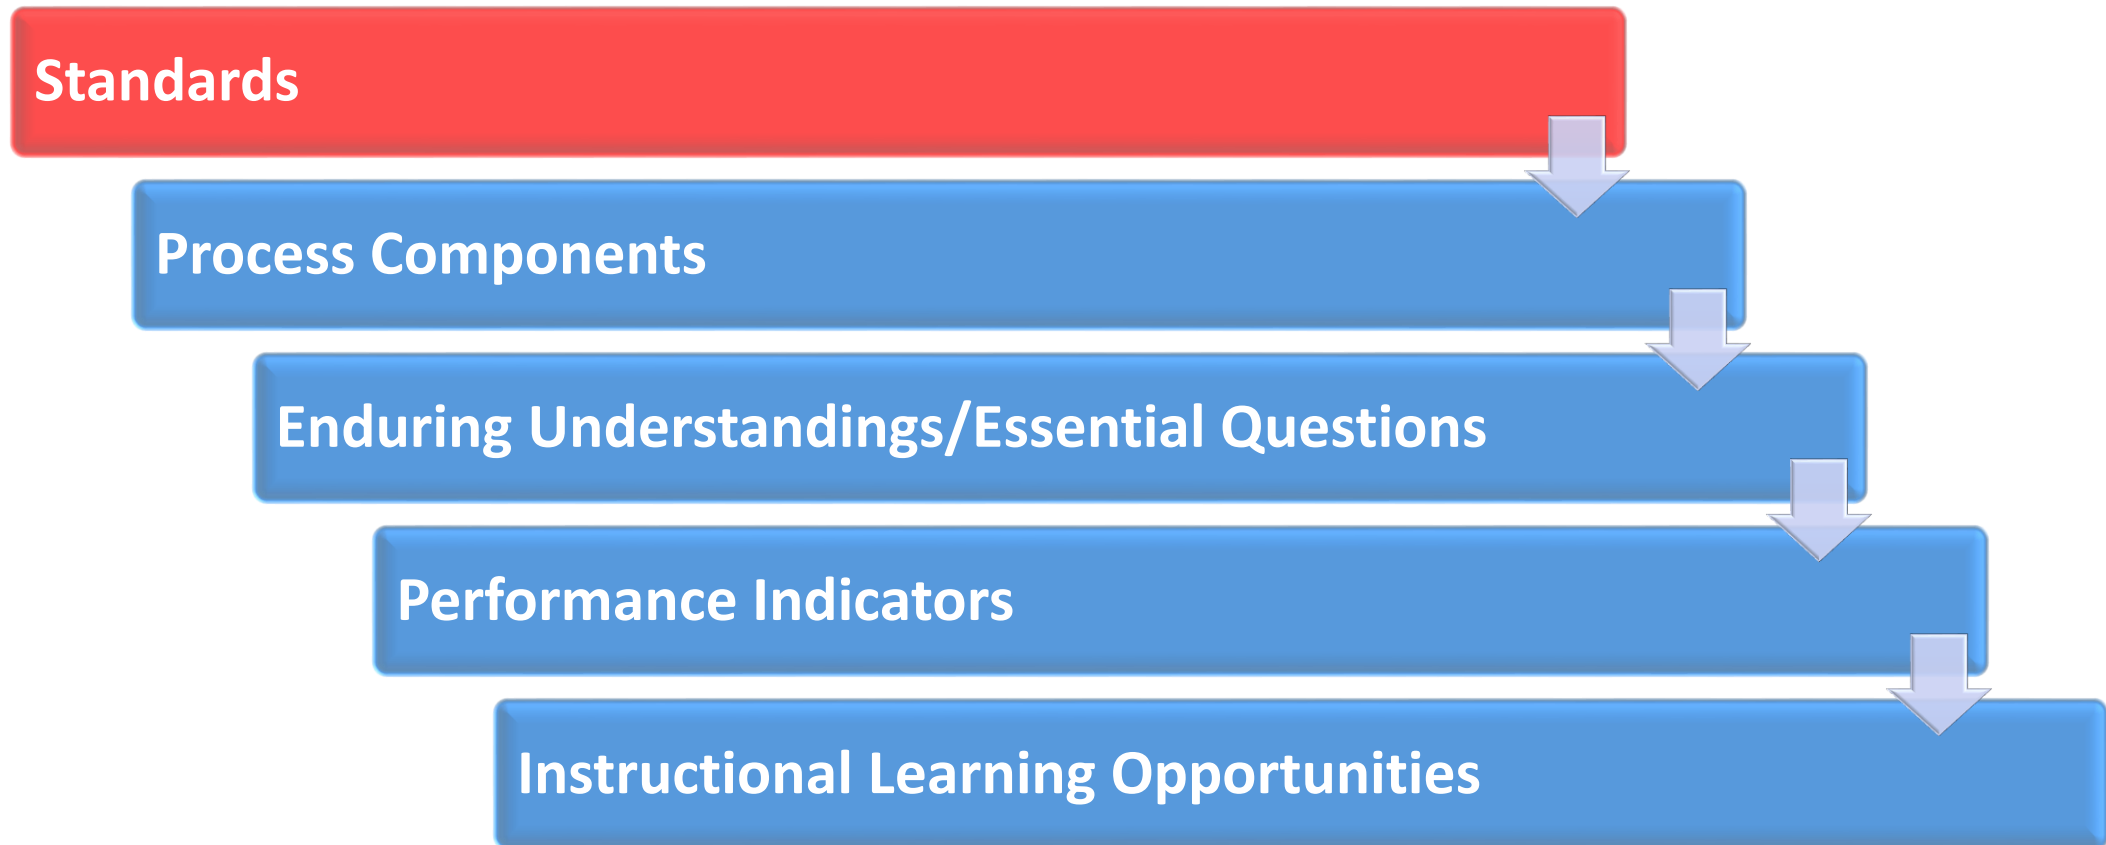 Standards
Process Components
Enduring Understandings/Essential Questions
Performance Indicators
Instructional Learning Opportunities